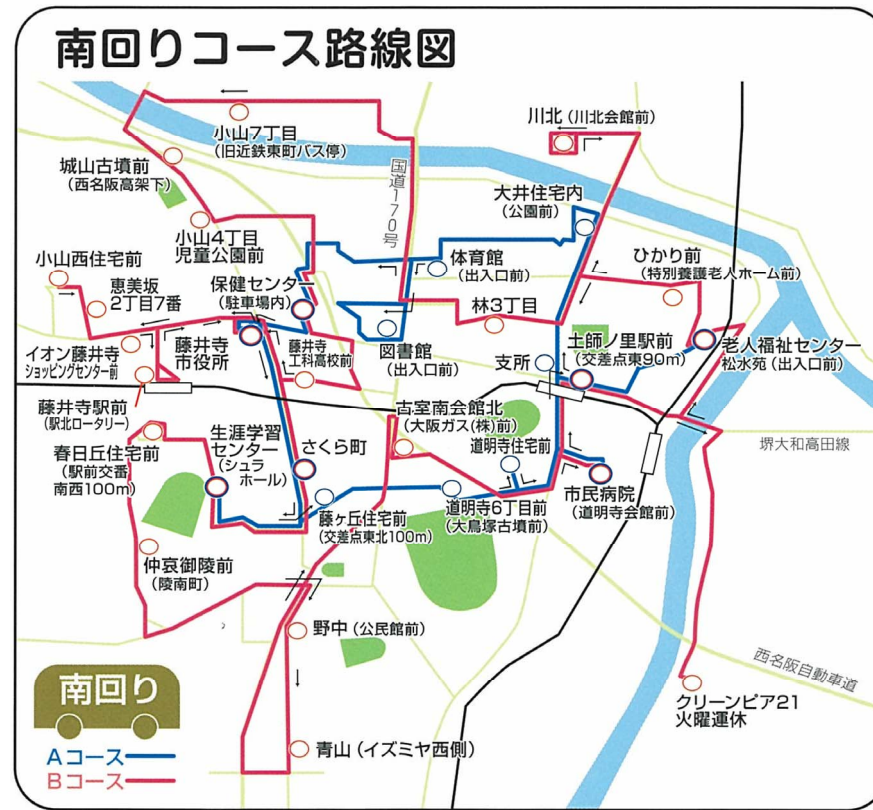 南回りコース路線図
小山7丁目
(旧近鉄東町バス停)
川北(川北会館前)
城山古墳前
(西名阪高架下)
国道170号
大井住宅内
(公園前)
小山4丁目
児童公園前
体育館
(出入口前)
ひかり前
(特別養護老人ホーム前)
小山西住宅前
恵美坂
2丁目7番
保健センター
(駐車場内)
林3丁目
イオン藤井寺
ショッピングセンター前
藤井寺
市役所
藤井寺
工科高校前
図書館
(出入口前)
支所
土師ノ里駅前
(交差点東90m)
老人福祉センター
松水苑(出入口前)
藤井寺駅前
(駅北ロータリー)
古室南会館北
(大阪ガス(株)前)
春日丘住宅前
(駅前交番
南西100m)
生涯学習
センター
(シュラ
ホール)
さくら町
道明寺住宅前
堺大和高田線
市民病院
(道明寺会館前)
藤ヶ丘住宅前
(交差点東北100m)
道明寺6丁目前
(大鳥塚古墳前)
仲哀御陵前
(陵南町)
野中(公民館前)
西名阪自動車道
クリーンピア21
火曜運休
青山(イズミヤ西側)
南回り
Aコース
Bコース